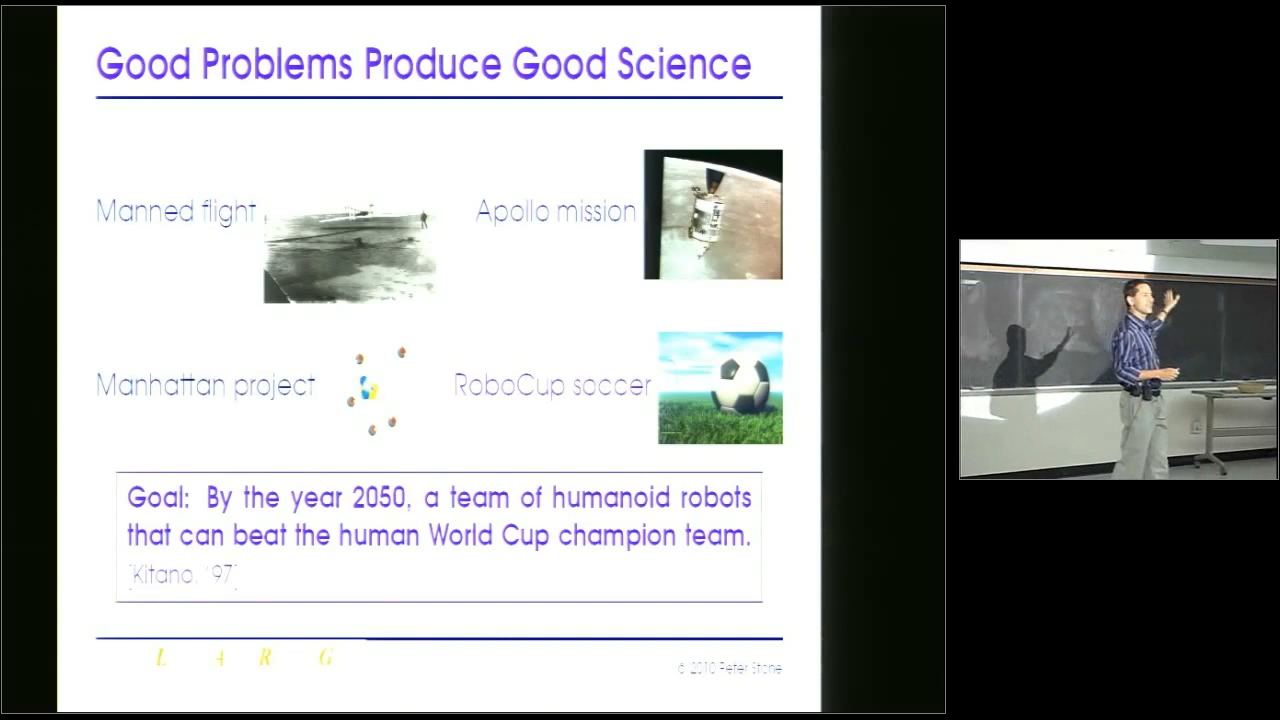 Good Problems Produce Good Science
Manned flight
Apollo mission
Manhattan project
RoboCup soccer
Goal: By the year 2050, a team of humanoid robots
that can beat the human World Cup champion team.
[Kitano, '97]
L A R G
© 2010 Peter Stone